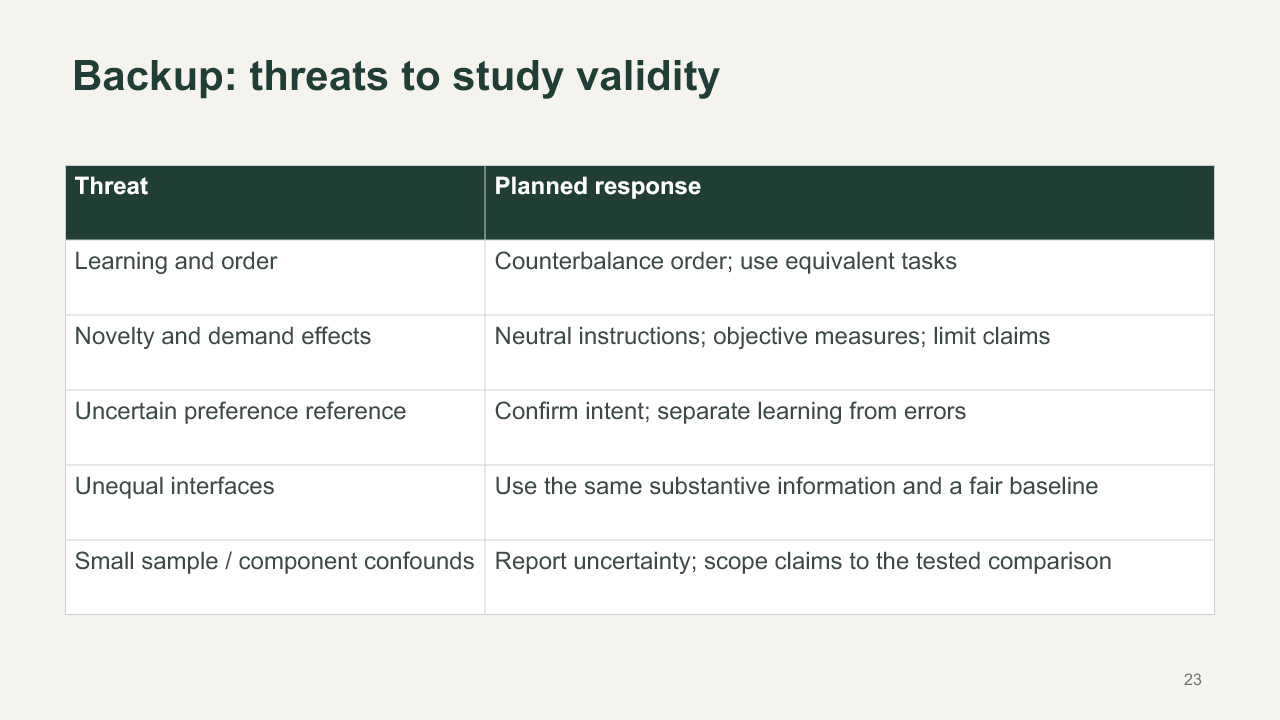 Backup: threats to study validity
Threat
Planned response
Learning and order
Counterbalance order; use equivalent tasks
Novelty and demand effects
Neutral instructions; objective measures; limit claims
Uncertain preference reference
Confirm intent; separate learning from errors
Unequal interfaces
Use the same substantive information and a fair baseline
Small sample / component confounds
Report uncertainty; scope claims to the tested comparison
23